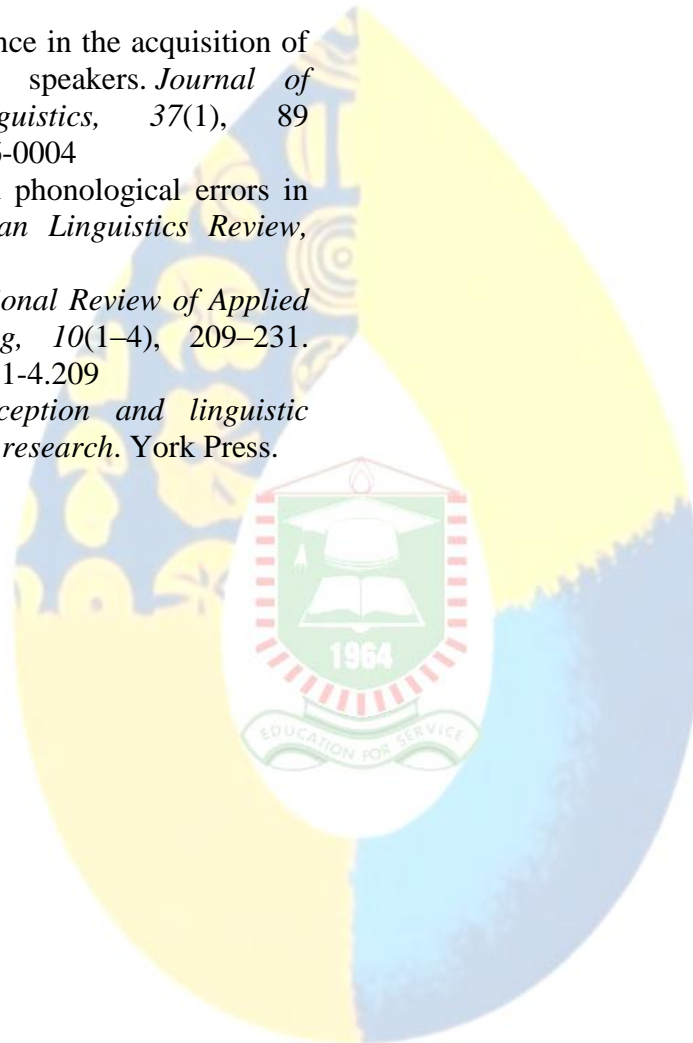 nce in the acquisition of
speakers. Journal of
guistics, 37(1), 89
-0004
phonological errors in
an Linguistics Review,
ional Review of Applied
g, 10(1–4), 209–231.
1-4.209
ception and linguistic
research. York Press.
1964
EDUCATION FOR SERVICE